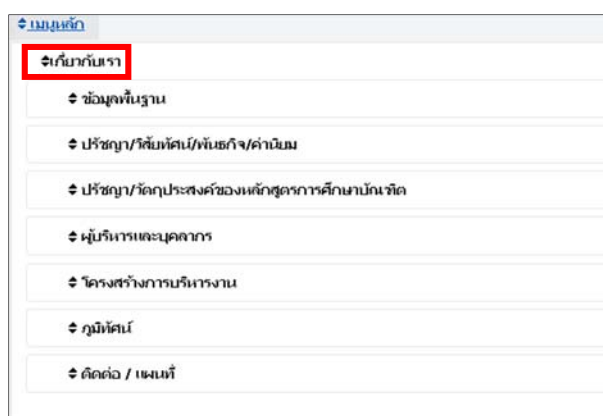 เมนูหลัก
เกี่ยวกับเรา
ข้อมูลพื้นฐาน
ปรัชญา/วิสัยทัศน์/พันธกิจ/ค่านิยม
ปรัชญา/วัตถุประสงค์ของหลักสูตรการศึกษาบัณฑิต
ผู้บริหารและบุคลากร
โครงสร้างการบริหารงาน
ภูมิทัศน์
ติดต่อ / แผนที่